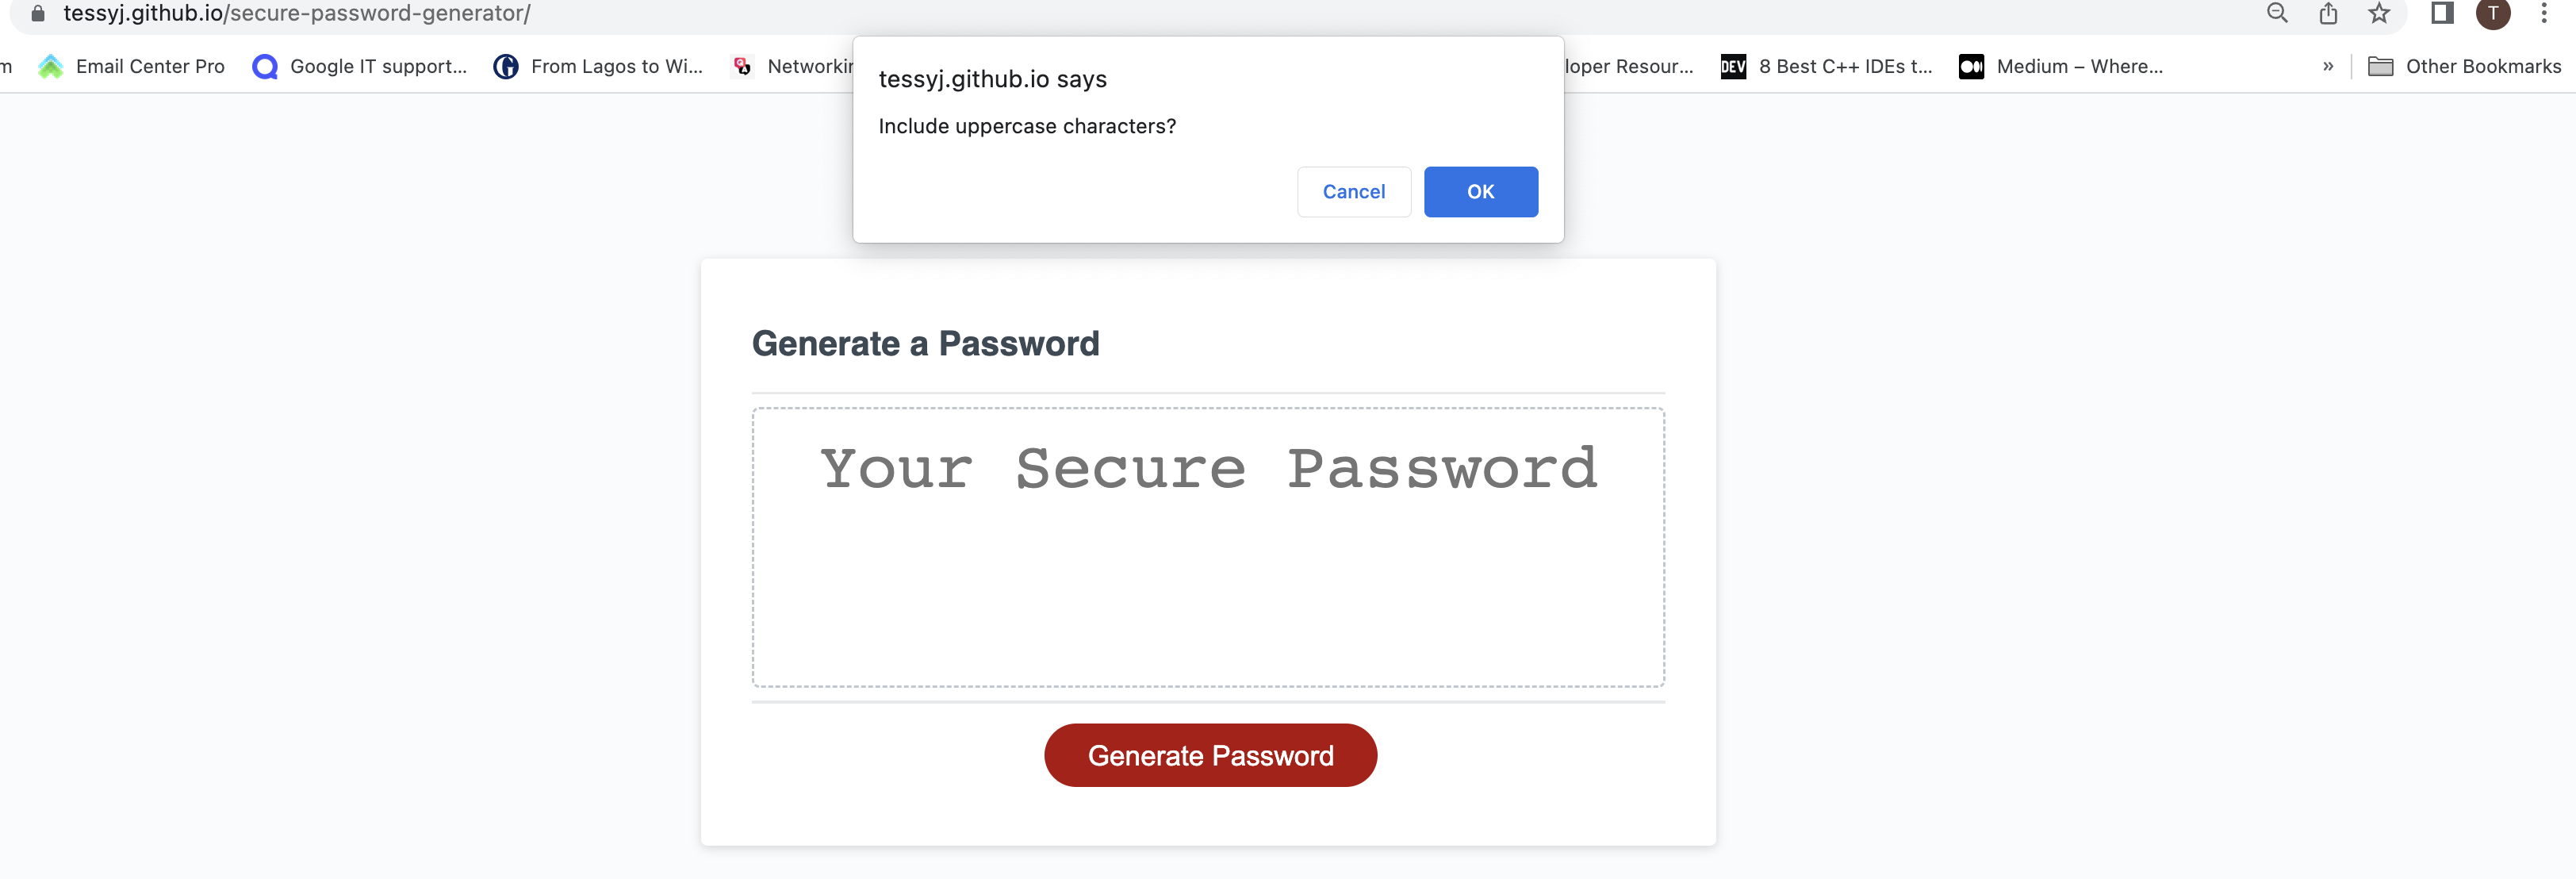 tessyj.github.io/secure-password-generator/
T
m Email Center Pro Google IT support... From Lagos to Wi... Networkin loper Resour... DEV 8 Best C++ IDEs t... Medium – Where... » Other Bookmarks
tessyj.github.io says
Include uppercase characters?
Cancel OK
Generate a Password
Your Secure Password
Generate Password